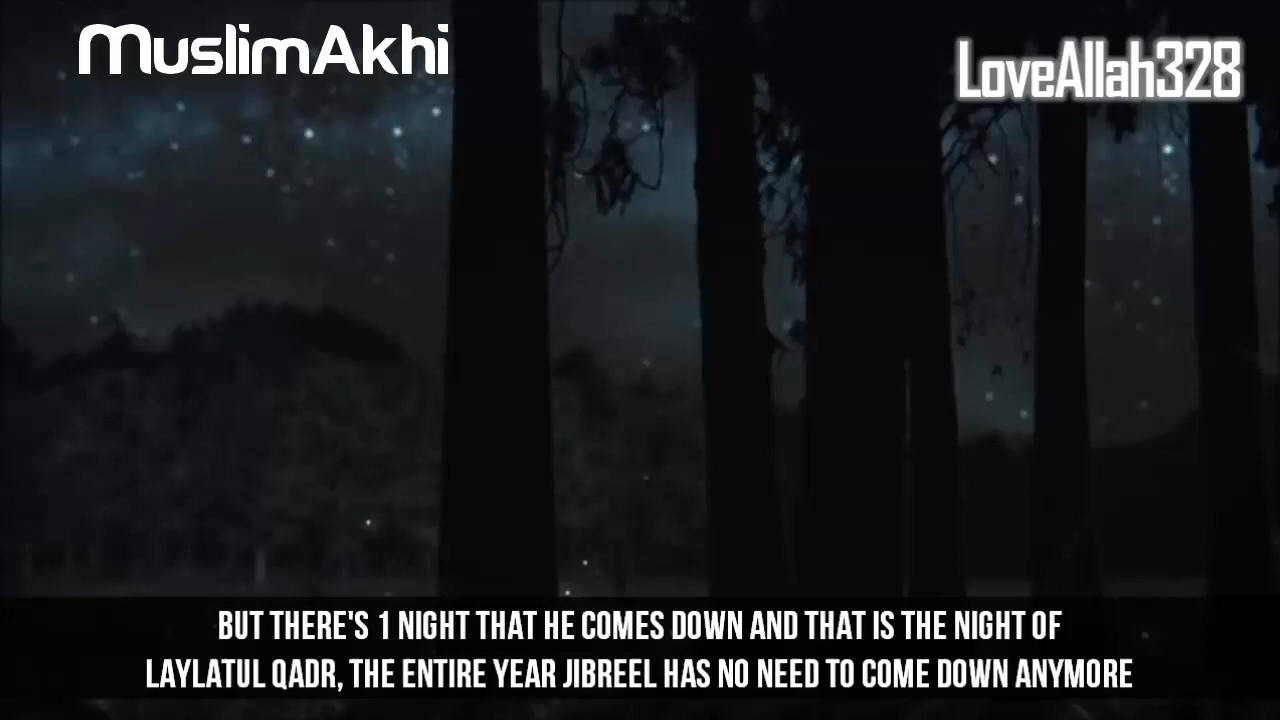 MuslimAkhi
LoveAllah328
BUT THERE'S 1 NIGHT THAT HE COMES DOWN AND THAT IS THE NIGHT OF
LAYLATUL QADR, THE ENTIRE YEAR JIBREEL HAS NO NEED TO COME DOWN ANYMORE